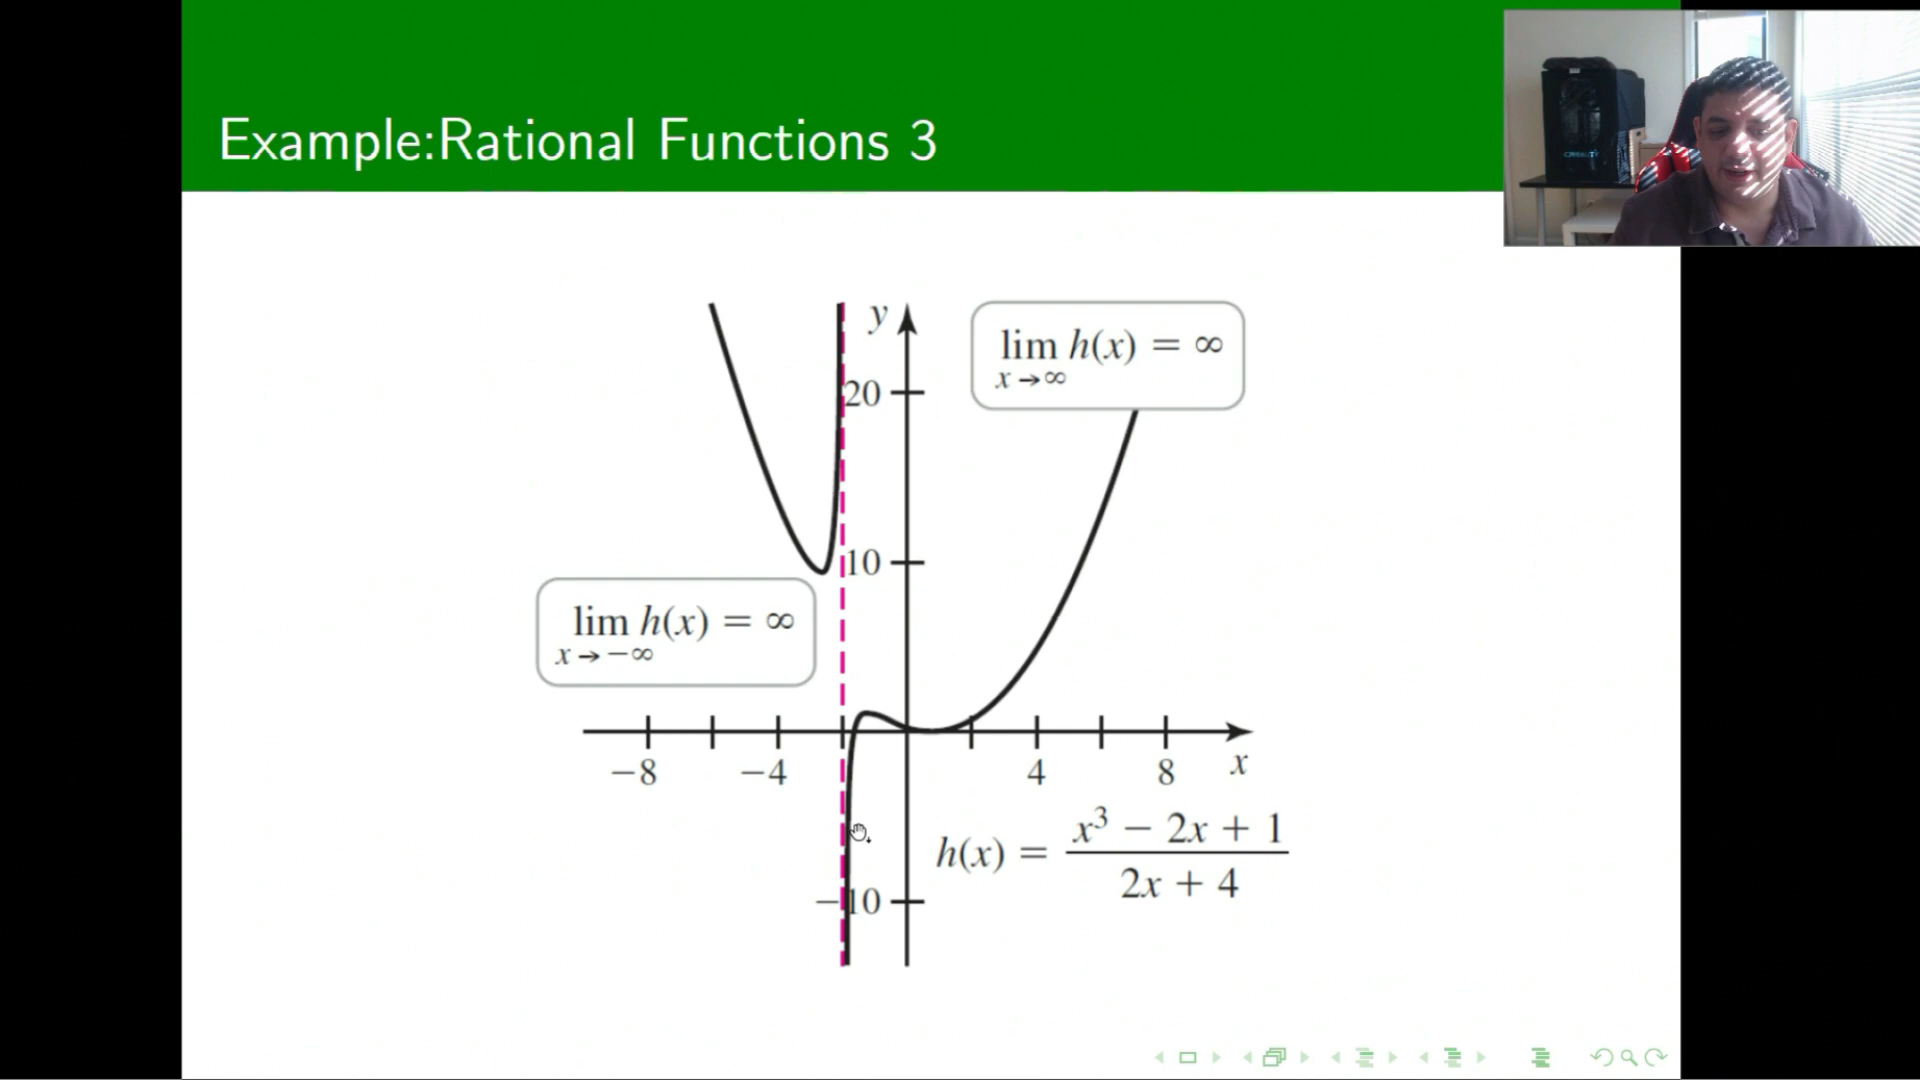 Example:Rational Functions 3
y
lim h(x) = ∞
x→∞
20
10
lim h(x) = ∞
x→−∞
−8 −4 4 8 x
h(x) = x³ − 2x + 1
2x + 4
−10